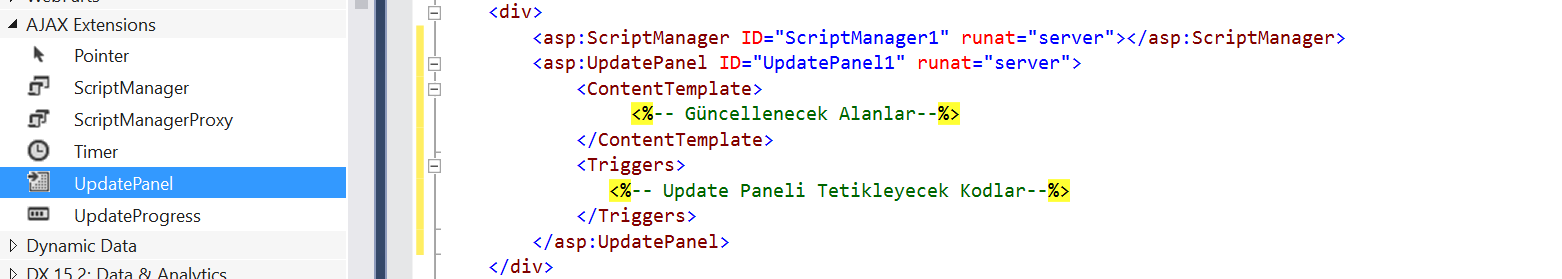 WebParts
AJAX Extensions
Pointer
ScriptManager
ScriptManagerProxy
Timer
UpdatePanel
UpdateProgress
Dynamic Data
DX 15.2: Data & Analytics
<div>
<asp:ScriptManager ID="ScriptManager1" runat="server"></asp:ScriptManager>
<asp:UpdatePanel ID="UpdatePanel1" runat="server">
<ContentTemplate>
<%-- Güncellenecek Alanlar--%>
</ContentTemplate>
<Triggers>
<%-- Update Paneli Tetikleyecek Kodlar--%>
</Triggers>
</asp:UpdatePanel>
</div>